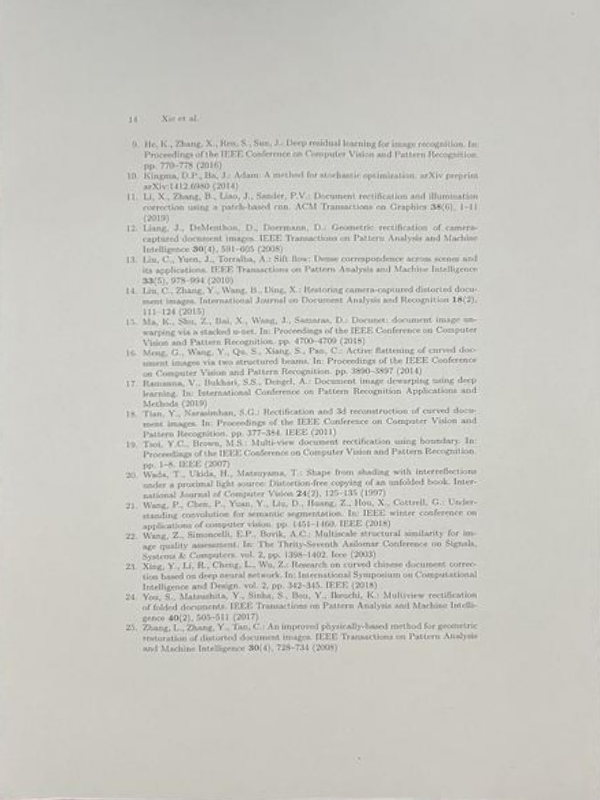 14 Xie et al.
9. He, K., Zhang, X., Ren, S., Sun, J.: Deep residual learning for image recognition. In:
Proceedings of the IEEE Conference on Computer Vision and Pattern Recognition.
pp. 770–778 (2016)
10. Kingma, D.P., Ba, J.: Adam: A method for stochastic optimization. arXiv preprint
arXiv:1412.6980 (2014)
11. Li, X., Zhang, B., Liao, J., Sander, P.V.: Document rectification and illumination
correction using a patch-based cnn. ACM Transactions on Graphics 38(6), 1–11
(2019)
12. Liang, J., DeMenthon, D., Doermann, D.: Geometric rectification of camera-
captured document images. IEEE Transactions on Pattern Analysis and Machine
Intelligence 30(4), 591–605 (2008)
13. Liu, C., Yuen, J., Torralba, A.: Sift flow: Dense correspondence across scenes and
its applications. IEEE Transactions on Pattern Analysis and Machine Intelligence
33(5), 978–994 (2010)
14. Liu, C., Zhang, Y., Wang, B., Ding, X.: Restoring camera-captured distorted docu-
ment images. International Journal on Document Analysis and Recognition 18(2),
111–124 (2015)
15. Ma, K., Shu, Z., Bai, X., Wang, J., Samaras, D.: Docunet: document image un-
warping via a stacked u-net. In: Proceedings of the IEEE Conference on Computer
Vision and Pattern Recognition. pp. 4700–4709 (2018)
16. Meng, G., Wang, Y., Qu, S., Xiang, S., Pan, C.: Active flattening of curved doc-
ument images via two structured beams. In: Proceedings of the IEEE Conference
on Computer Vision and Pattern Recognition. pp. 3890–3897 (2014)
17. Ramanna, V., Bukhari, S.S., Dengel, A.: Document image dewarping using deep
learning. In: International Conference on Pattern Recognition Applications and
Methods (2019)
18. Tian, Y., Narasimhan, S.G.: Rectification and 3d reconstruction of curved docu-
ment images. In: Proceedings of the IEEE Conference on Computer Vision and
Pattern Recognition. pp. 377–384. IEEE (2011)
19. Tsoi, Y.C., Brown, M.S.: Multi-view document rectification using boundary. In:
Proceedings of the IEEE Conference on Computer Vision and Pattern Recognition.
pp. 1–8. IEEE (2007)
20. Wada, T., Ukida, H., Matsuyama, T.: Shape from shading with interreflections
under a proximal light source: Distortion-free copying of an unfolded book. Inter-
national Journal of Computer Vision 24(2), 125–135 (1997)
21. Wang, P., Chen, P., Yuan, Y., Liu, D., Huang, Z., Hou, X., Cottrell, G.: Under-
standing convolution for semantic segmentation. In: IEEE winter conference on
applications of computer vision. pp. 1451–1460. IEEE (2018)
22. Wang, Z., Simoncelli, E.P., Bovik, A.C.: Multiscale structural similarity for im-
age quality assessment. In: The Thrity-Seventh Asilomar Conference on Signals,
Systems & Computers. vol. 2, pp. 1398–1402. Ieee (2003)
23. Xing, Y., Li, R., Cheng, L., Wu, Z.: Research on curved chinese document correc-
tion based on deep neural network. In: International Symposium on Computational
Intelligence and Design. vol. 2, pp. 342–345. IEEE (2018)
24. You, S., Matsushita, Y., Sinha, S., Bou, Y., Ikeuchi, K.: Multiview rectification
of folded documents. IEEE Transactions on Pattern Analysis and Machine Intelli-
gence 40(2), 505–511 (2017)
25. Zhang, L., Zhang, Y., Tan, C.: An improved physically-based method for geometric
restoration of distorted document images. IEEE Transactions on Pattern Analysis
and Machine Intelligence 30(4), 728–734 (2008)